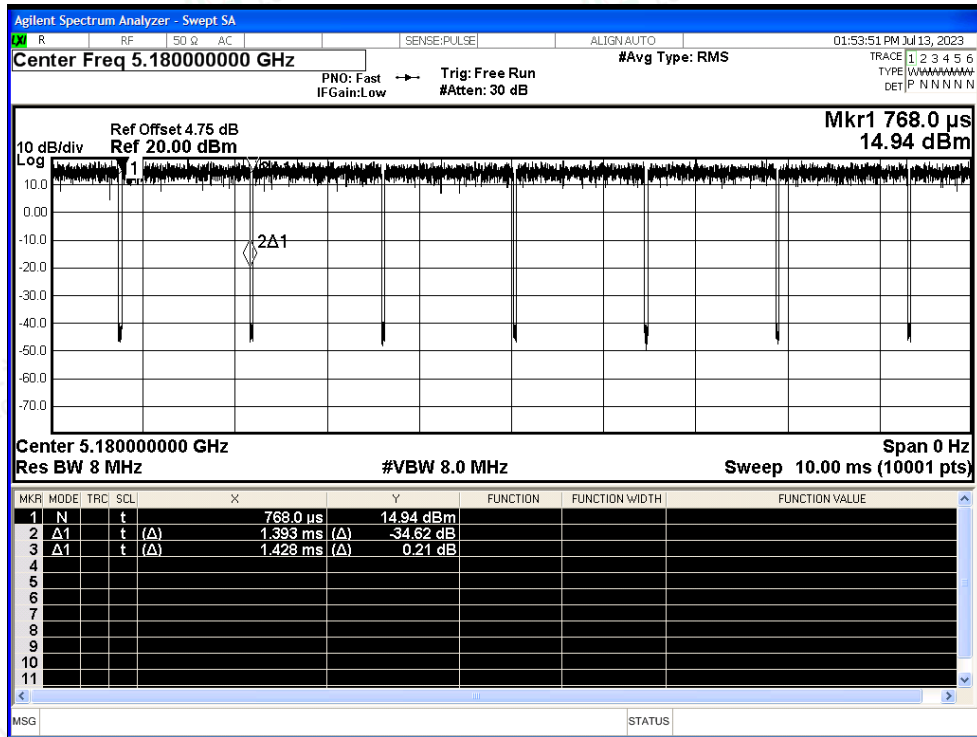 Agilent Spectrum Analyzer - Swept SA
LXI R RF 50 Ω AC SENSE:PULSE ALIGN AUTO 01:53:51 PM Jul 13, 2023
Center Freq 5.180000000 GHz
#Avg Type: RMS
TRACE 1 2 3 4 5 6
PNO: Fast
Trig: Free Run
TYPE
IFGain:Low
#Atten: 30 dB
DET P N N N N N
Mkr1 768.0 μs
Ref Offset 4.75 dB
10 dB/div Ref 20.00 dBm
14.94 dBm
Log
1
10.0
0.00
-10.0
2Δ1
-20.0
-30.0
-40.0
-50.0
-60.0
-70.0
Center 5.180000000 GHz Span 0 Hz
Res BW 8 MHz #VBW 8.0 MHz Sweep 10.00 ms (10001 pts)
MKR MODE TRC SCL X Y FUNCTION FUNCTION WIDTH FUNCTION VALUE
1 N t 768.0 μs 14.94 dBm
2 Δ1 t (Δ) 1.393 ms (Δ) -34.62 dB
3 Δ1 t (Δ) 1.428 ms (Δ) 0.21 dB
4
5
6
7
8
9
10
11
MSG STATUS